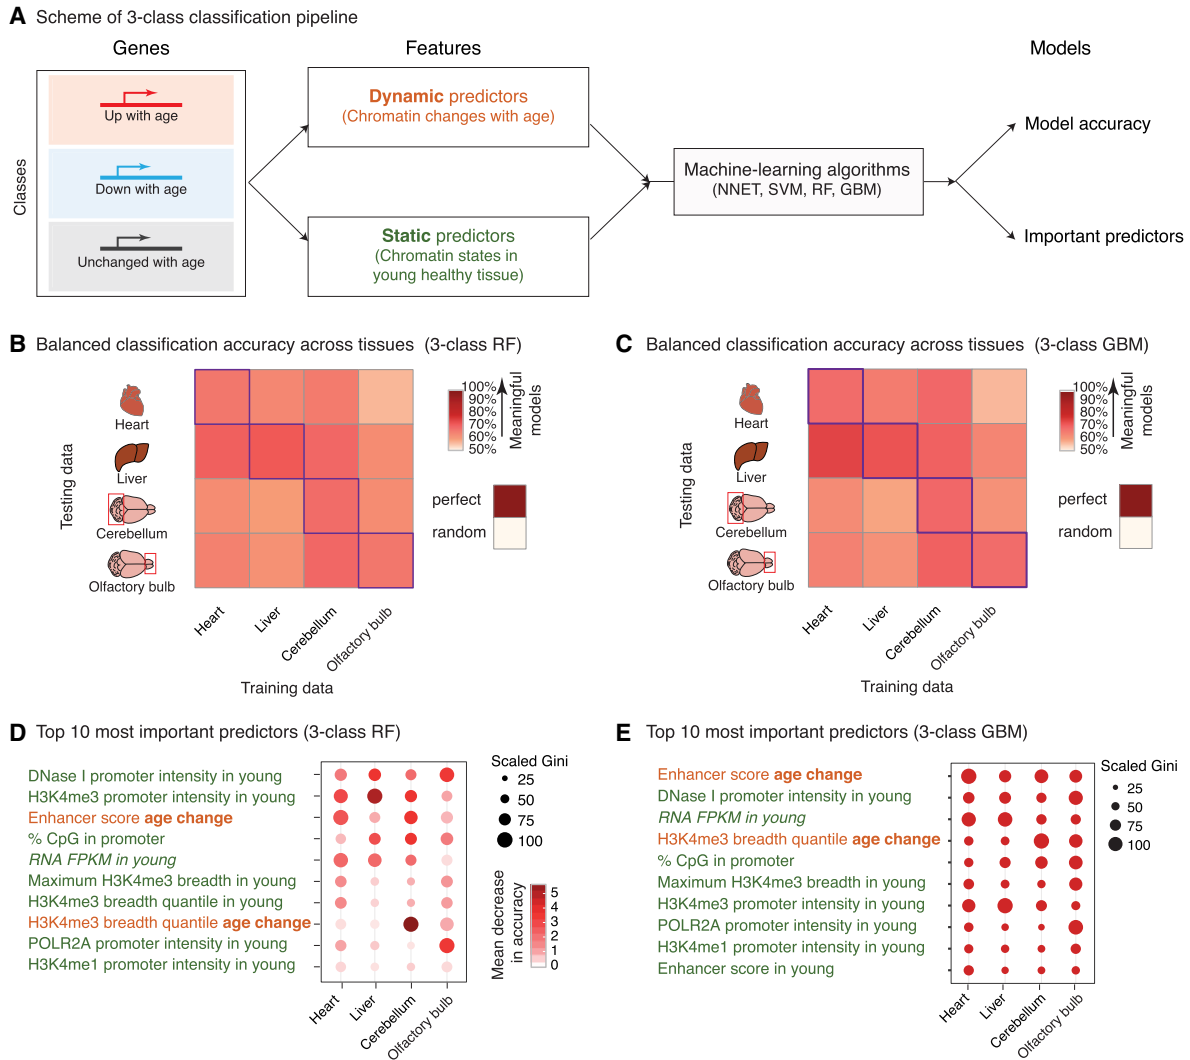 A Scheme of 3-class classification pipeline
Genes
Features
Models
Classes
Up with age
Down with age
Unchanged with age
Dynamic predictors
(Chromatin changes with age)
Static predictors
(Chromatin states in
young healthy tissue)
Machine-learning algorithms
(NNET, SVM, RF, GBM)
Model accuracy
Important predictors
B Balanced classification accuracy across tissues (3-class RF)
Testing data
Heart
Liver
Cerebellum
Olfactory bulb
Heart
Liver
Cerebellum
Olfactory bulb
Training data
100%
90%
80%
70%
60%
50%
Meaningful
models
perfect
random
C Balanced classification accuracy across tissues (3-class GBM)
Testing data
Heart
Liver
Cerebellum
Olfactory bulb
Heart
Liver
Cerebellum
Olfactory bulb
Training data
100%
90%
80%
70%
60%
50%
Meaningful
models
perfect
random
D Top 10 most important predictors (3-class RF)
DNase I promoter intensity in young
H3K4me3 promoter intensity in young
Enhancer score age change
% CpG in promoter
RNA FPKM in young
Maximum H3K4me3 breadth in young
H3K4me3 breadth quantile in young
H3K4me3 breadth quantile age change
POLR2A promoter intensity in young
H3K4me1 promoter intensity in young
Heart
Liver
Cerebellum
Olfactory bulb
Scaled Gini
25
50
75
100
Mean decrease
in accuracy
5
4
3
2
1
0
E Top 10 most important predictors (3-class GBM)
Enhancer score age change
DNase I promoter intensity in young
RNA FPKM in young
H3K4me3 breadth quantile age change
% CpG in promoter
Maximum H3K4me3 breadth in young
H3K4me3 promoter intensity in young
POLR2A promoter intensity in young
H3K4me1 promoter intensity in young
Enhancer score in young
Heart
Liver
Cerebellum
Olfactory bulb
Scaled Gini
25
50
75
100